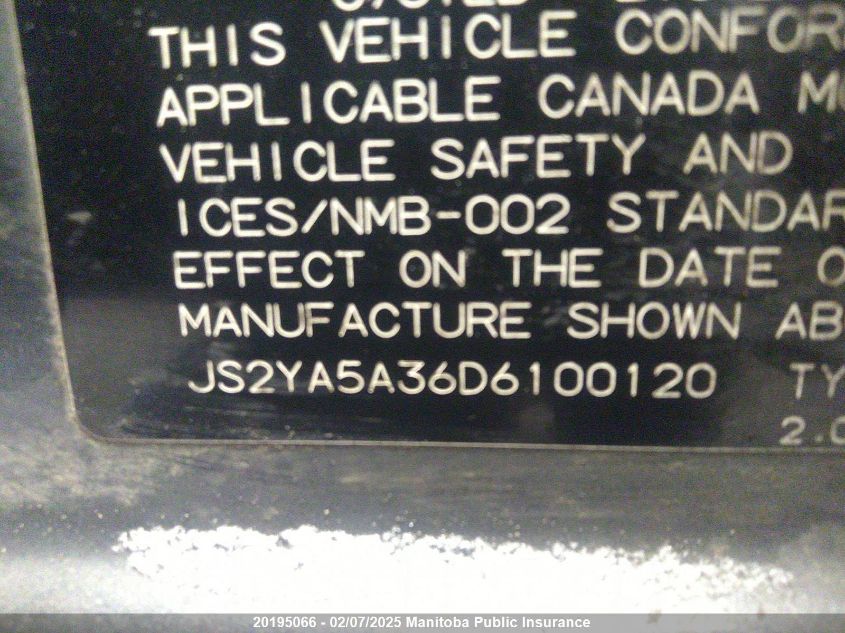 THIS VEHICLE CONFOR
APPLICABLE CANADA MO
VEHICLE SAFETY AND
ICES/NMB-002 STANDAR
EFFECT ON THE DATE O
MANUFACTURE SHOWN AB
JS2YA5A36D6100120 TY
2.0
20195066 - 02/07/2025 Manitoba Public Insurance